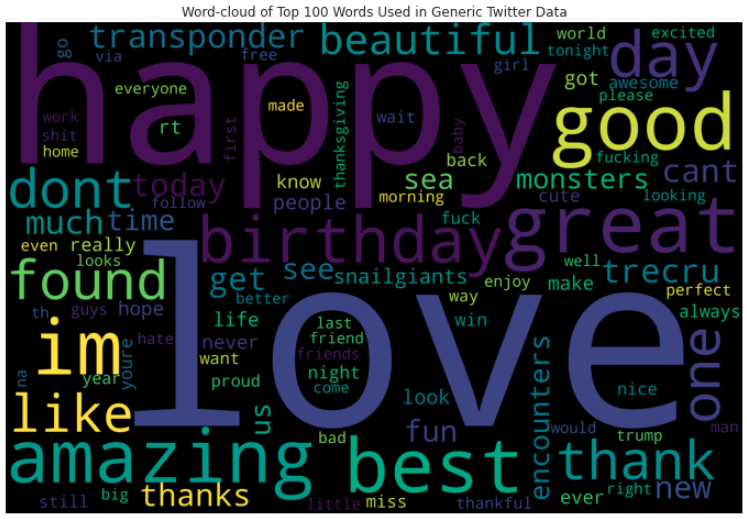 Word-cloud of Top 100 Words Used in Generic Twitter Data
happy
love
go
transponder
via
free
beautiful
world
tonight
excited
girl
day
awesome
got
please
everyone
made
wait
work
shit
home
rt
first
thanksgiving
baby
good
fucking
back
know
sea
monsters
cant
looking
dont
today
follow
people
morning
cute
much
time
fuck
birthday
great
even
really
looks
found
get
see
snailgiants
enjoy
well
make
trecru
perfect
better
way
th
guys
hope
life
last
win
always
im
hate
never
friend
friends
want
youre
year
na
proud
night
come
look
nice
one
like
us
bad
fun
encounters
would
trump
man
amazing
best
thank
still
big
thanks
little
miss
thankful
ever
right
new